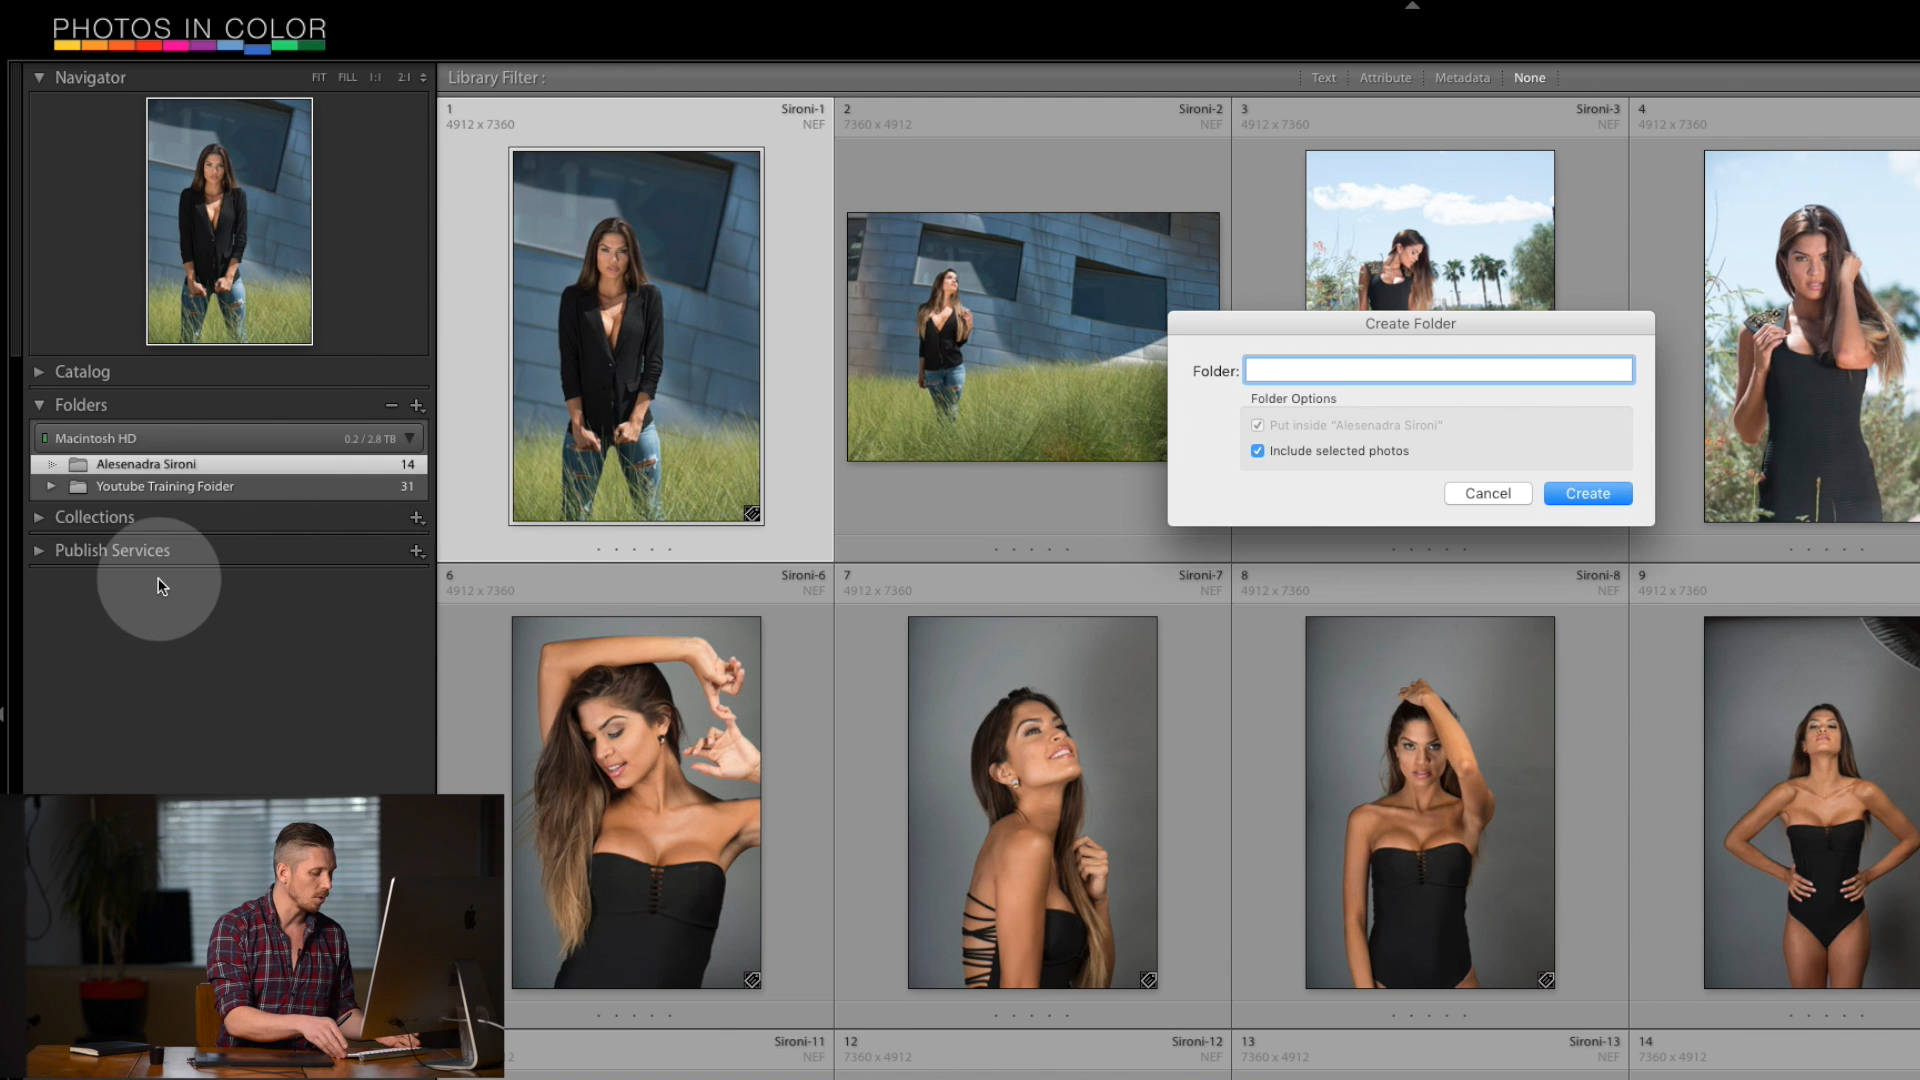 PHOTOS IN COLOR
Navigator
FIT FILL 1:1 2:1
Library Filter :
Text Attribute Metadata None
1 Sironi-1
4912 x 7360 NEF
2 Sironi-2
7360 x 4912 NEF
3 Sironi-3
4912 x 7360 NEF
4
4912 x 7360
Catalog
Folders
Macintosh HD 0.2 / 2.8 TB
Alesenadra Sironi 14
Youtube Training Foider 31
Collections
Publish Services
Create Folder
Folder:
Folder Options
Put inside "Alesenadra Sironi"
Include selected photos
Cancel Create
6 Sironi-6
4912 x 7360 NEF
7 Sironi-7
4912 x 7360 NEF
8 Sironi-8
4912 x 7360 NEF
9
4912 x 7360
Sironi-11
2 NEF
12 Sironi-12
7360 x 4912 NEF
13 Sironi-13
7360 x 4912 NEF
14
7360 x 4912